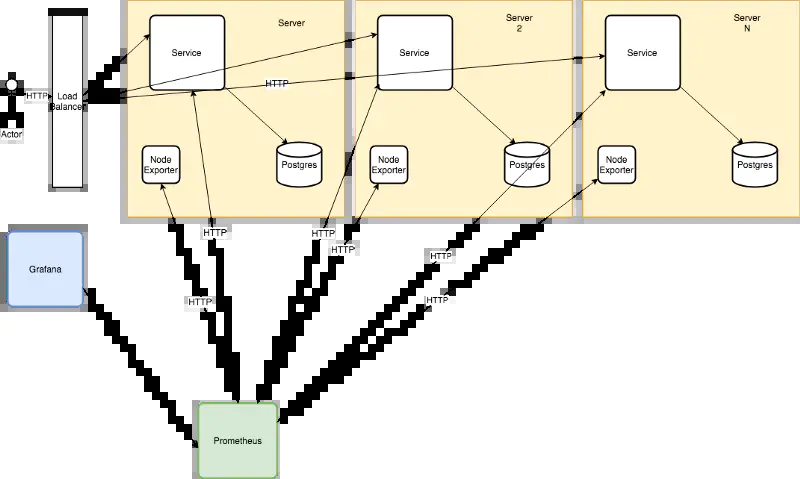 Server
Server
2
Server
N
Service
Service
Service
HTTP
HTTP
Load
Balancer
Actor
Node
Exporter
Postgres
Node
Exporter
Postgres
Node
Exporter
Postgres
HTTP
HTTP
HTTP
HTTP
Grafana
HTTP
HTTP
Prometheus